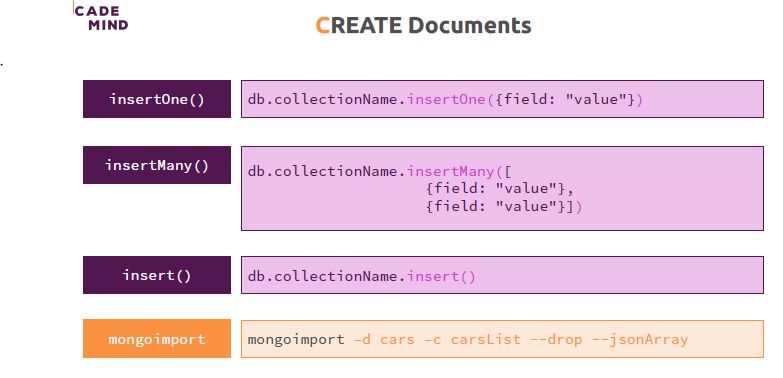 CADE
MIND
CREATE Documents
.
insertOne()
db.collectionName.insertOne({field: "value"})
insertMany()
db.collectionName.insertMany([
{field: "value"},
{field: "value"}])
insert()
db.collectionName.insert()
mongoimport
mongoimport –d cars –c carsList --drop --jsonArray